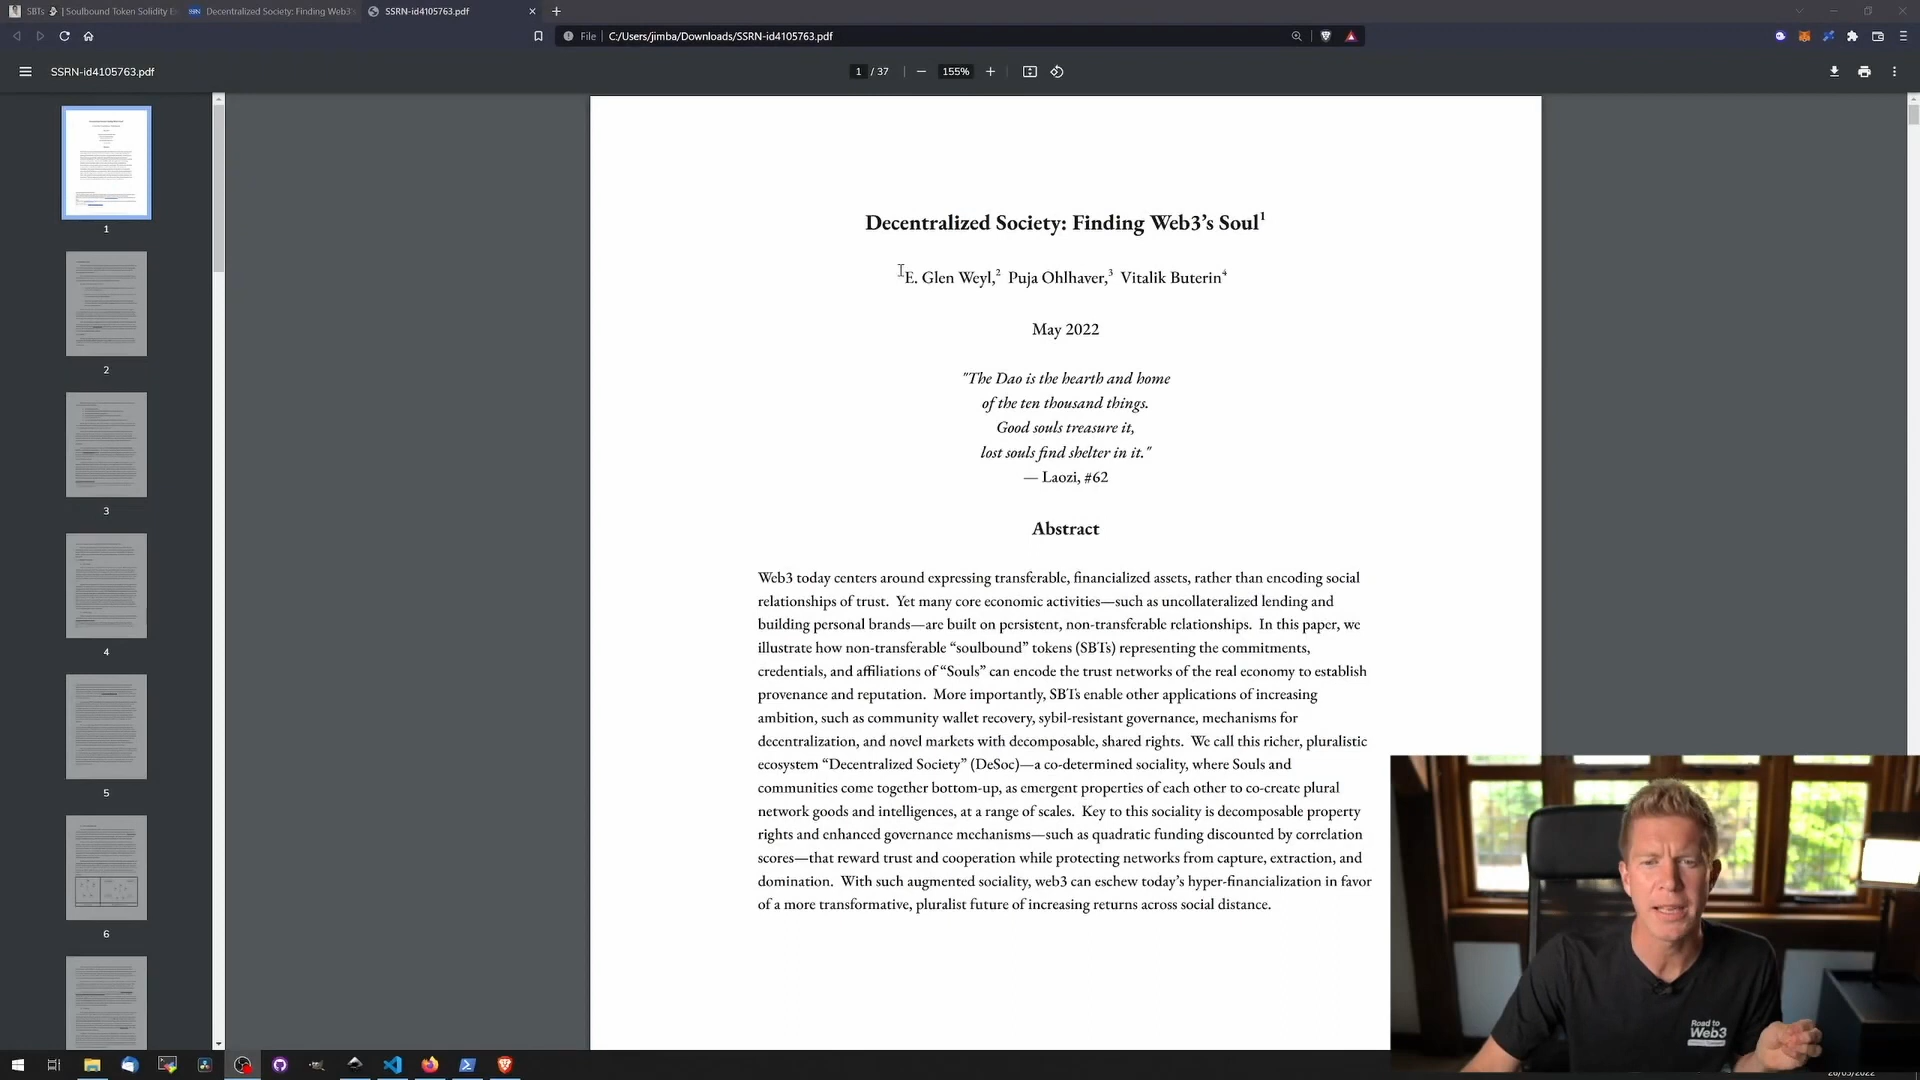 SBTs | Soulbound Token Solidity E
SSRN Decentralized Society: Finding Web3'
SSRN-id4105763.pdf
File C:/Users/jimba/Downloads/SSRN-id4105763.pdf
SSRN-id4105763.pdf
1 / 37
155%
1
2
3
4
5
6
Decentralized Society: Finding Web3’s Soul1
E. Glen Weyl,2 Puja Ohlhaver,3 Vitalik Buterin4
May 2022
"The Dao is the hearth and home
of the ten thousand things.
Good souls treasure it,
lost souls find shelter in it."
— Laozi, #62
Abstract
Web3 today centers around expressing transferable, financialized assets, rather than encoding social
relationships of trust. Yet many core economic activities—such as uncollateralized lending and
building personal brands—are built on persistent, non-transferable relationships. In this paper, we
illustrate how non-transferable “soulbound” tokens (SBTs) representing the commitments,
credentials, and affiliations of “Souls” can encode the trust networks of the real economy to establish
provenance and reputation. More importantly, SBTs enable other applications of increasing
ambition, such as community wallet recovery, sybil-resistant governance, mechanisms for
decentralization, and novel markets with decomposable, shared rights. We call this richer, pluralistic
ecosystem “Decentralized Society” (DeSoc)—a co-determined sociality, where Souls and
communities come together bottom-up, as emergent properties of each other to co-create plural
network goods and intelligences, at a range of scales. Key to this sociality is decomposable property
rights and enhanced governance mechanisms—such as quadratic funding discounted by correlation
scores—that reward trust and cooperation while protecting networks from capture, extraction, and
domination. With such augmented sociality, web3 can eschew today’s hyper-financialization in favor
of a more transformative, pluralist future of increasing returns across social distance.
Road to
Web3